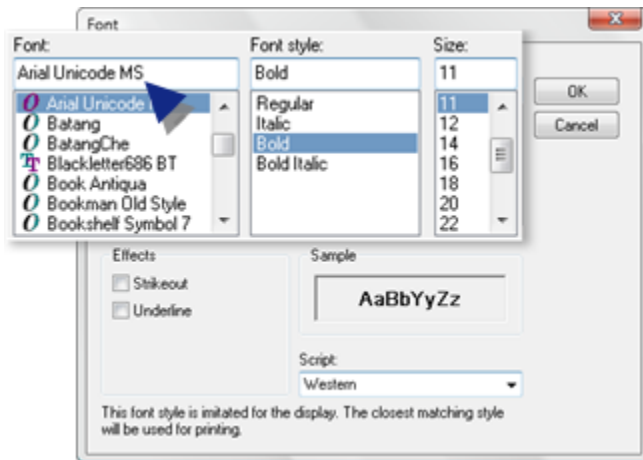 Font
Font: Font style: Size:
Arial Unicode MS Bold 11
Arial Unicode Regular 11
Batang Italic 12
BatangChe Bold 14
Blackletter686 BT Bold Italic 16
Book Antiqua 18
Bookman Old Style 20
Bookshelf Symbol 7 22
OK
Cancel
Effects
Strikeout
Underline
Sample
AaBbYyZz
Script:
Western
This font style is imitated for the display. The closest matching style
will be used for printing.